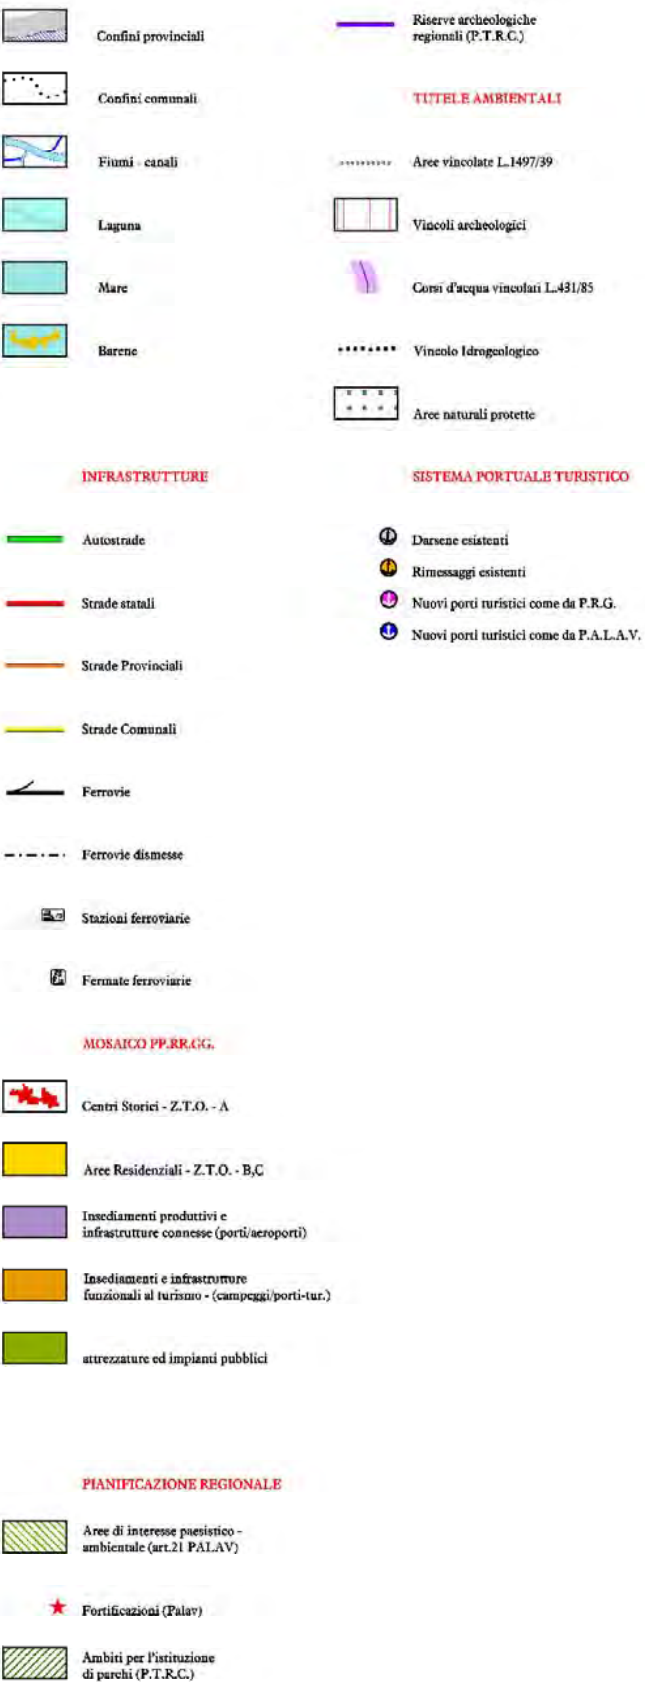 Confini provinciali
Confini comunali
Fiumi - canali
Laguna
Mare
Barene
INFRASTRUTTURE
Autostrade
Strade statali
Strade Provinciali
Strade Comunali
Ferrovie
Ferrovie dismesse
Stazioni ferroviarie
Fermate ferroviarie
MOSAICO PP.RR.GG.
Centri Storici - Z.T.O. - A
Aree Residenziali - Z.T.O. - B,C
Insediamenti produttivi e
infrastrutture connesse (porti/aeroporti)
Insediamenti e infrastrutture
funzionali al turismo - (campeggi/porti-tur.)
attrezzature ed impianti pubblici
PIANIFICAZIONE REGIONALE
Aree di interesse paesistico -
ambientale (art.21 PALAV)
Fortificazioni (Palav)
Ambiti per l'istituzione
di parchi (P.T.R.C.)
Riserve archeologiche
regionali (P.T.R.C.)
TUTELE AMBIENTALI
Aree vincolate L.1497/39
Vincoli archeologici
Corsi d'acqua vincolati L.431/85
Vincolo Idrogeologico
Aree naturali protette
SISTEMA PORTUALE TURISTICO
Darsene esistenti
Rimessaggi esistenti
Nuovi porti turistici come da P.R.G.
Nuovi porti turistici come da P.A.L.A.V.